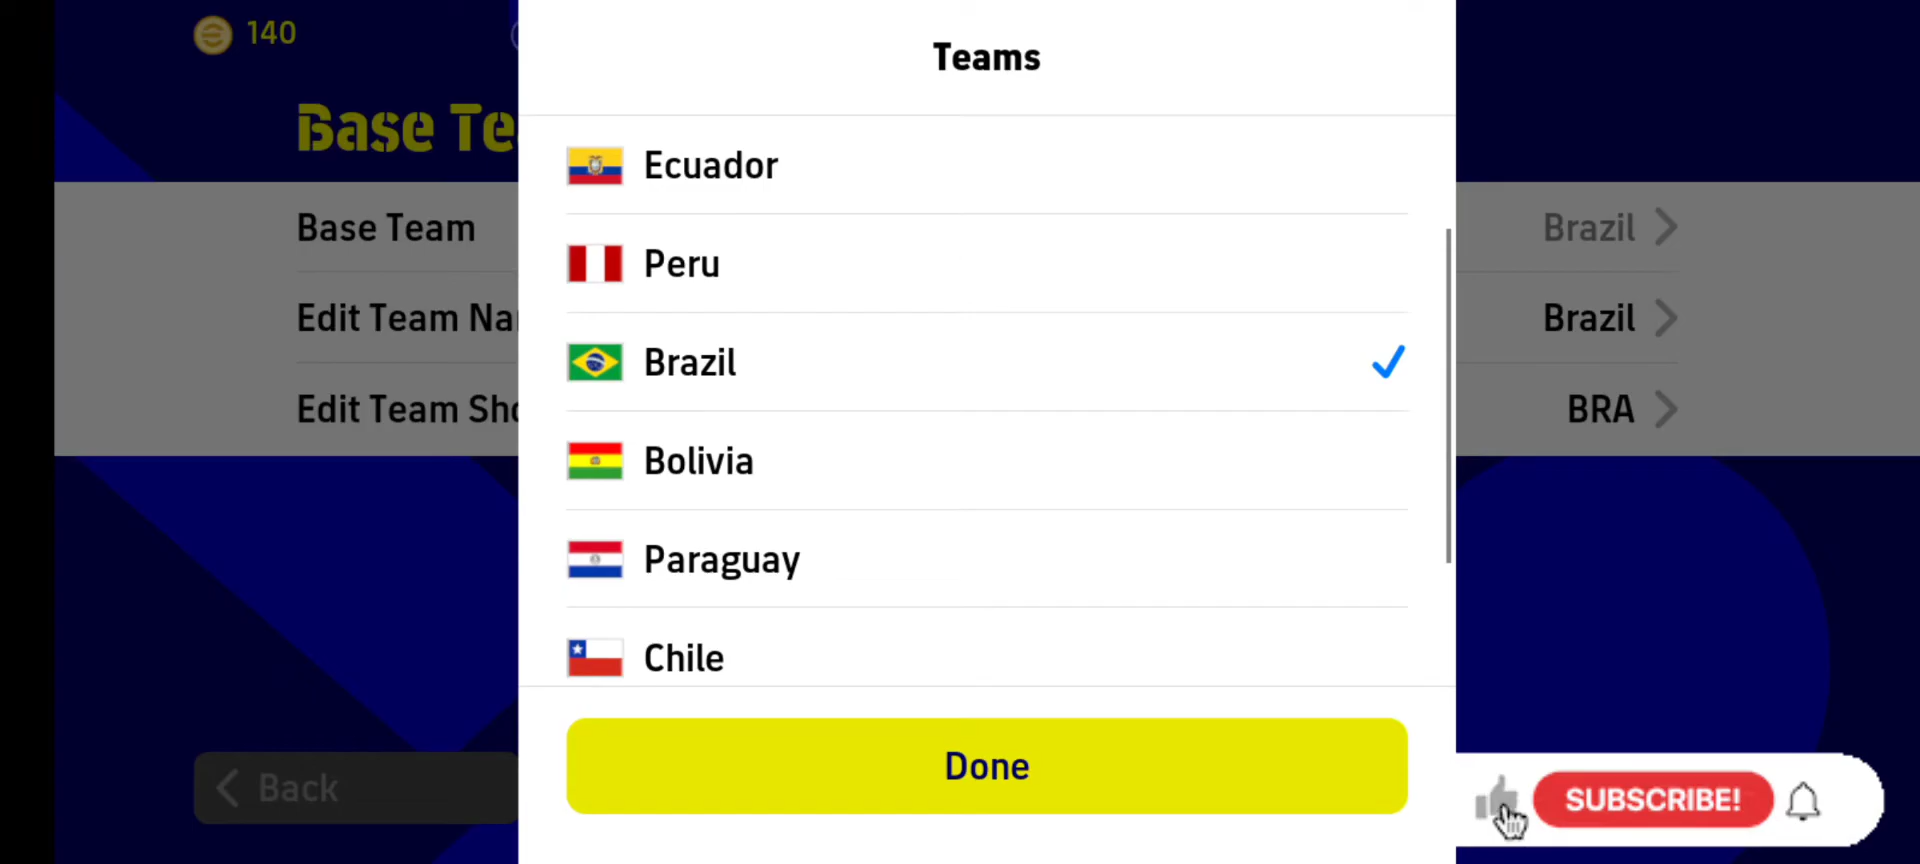 140
Teams
Base Te
Ecuador
Base Team
Brazil
Peru
Edit Team Na
Brazil
Brazil
Edit Team Sho
BRA
Bolivia
Paraguay
Chile
Done
Back
SUBSCRIBE!